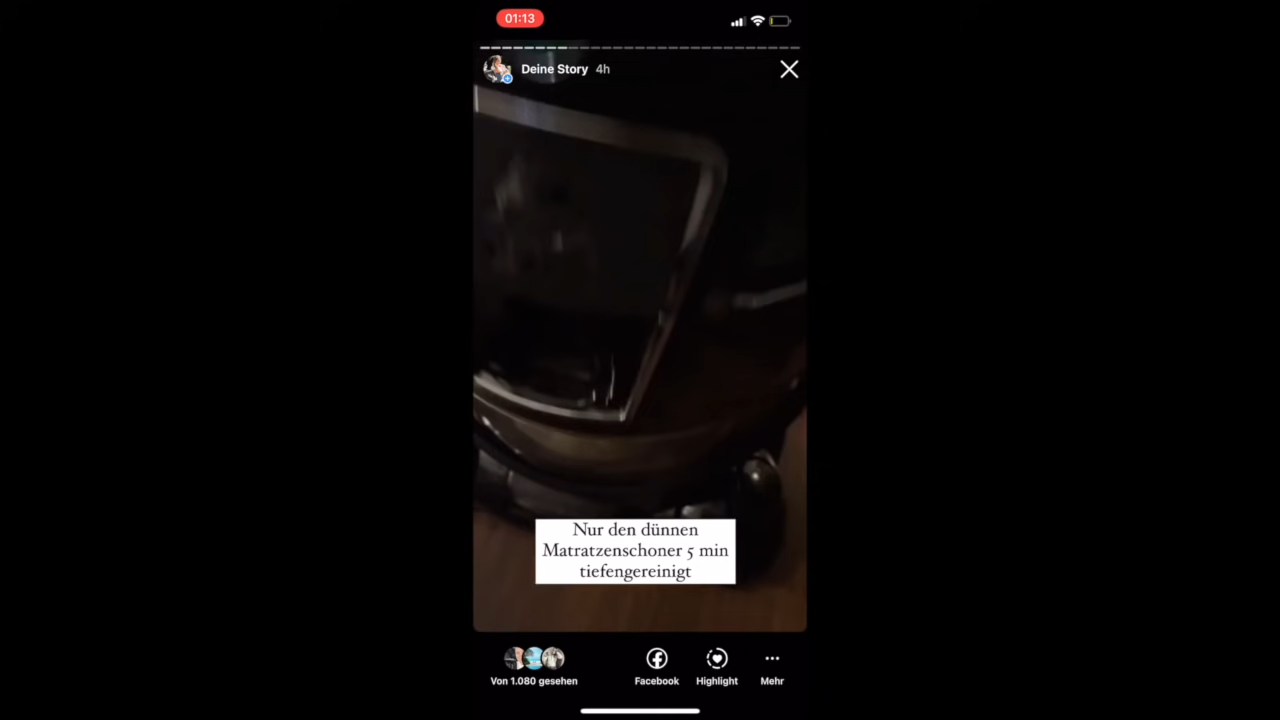 01:13
Deine Story 4h
Nur den dünnen
Matratzenschoner 5 min
tiefengereinigt
Von 1.080 gesehen
Facebook
Highlight
Mehr